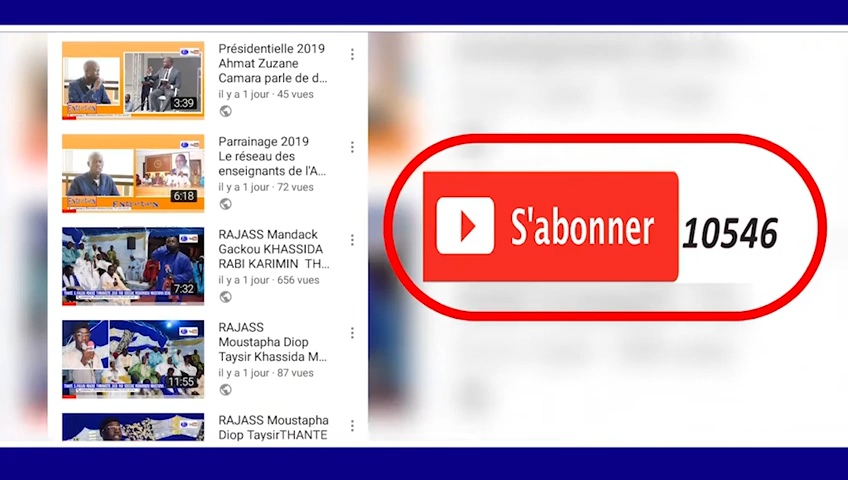 Présidentielle 2019
Ahmat Zuzane
Camara parle de d...
il y a 1 jour · 45 vues
3:39
Parrainage 2019
Le réseau des
enseignants de l'A...
il y a 1 jour · 72 vues
6:18
RAJASS Mandack
Gackou KHASSIDA
RABI KARIMIN TH...
il y a 1 jour · 656 vues
7:32
RAJASS
Moustapha Diop
Taysir Khassida M...
il y a 1 jour · 87 vues
11:55
RAJASS Moustapha
Diop TaysirTHANTE
S'abonner
10546